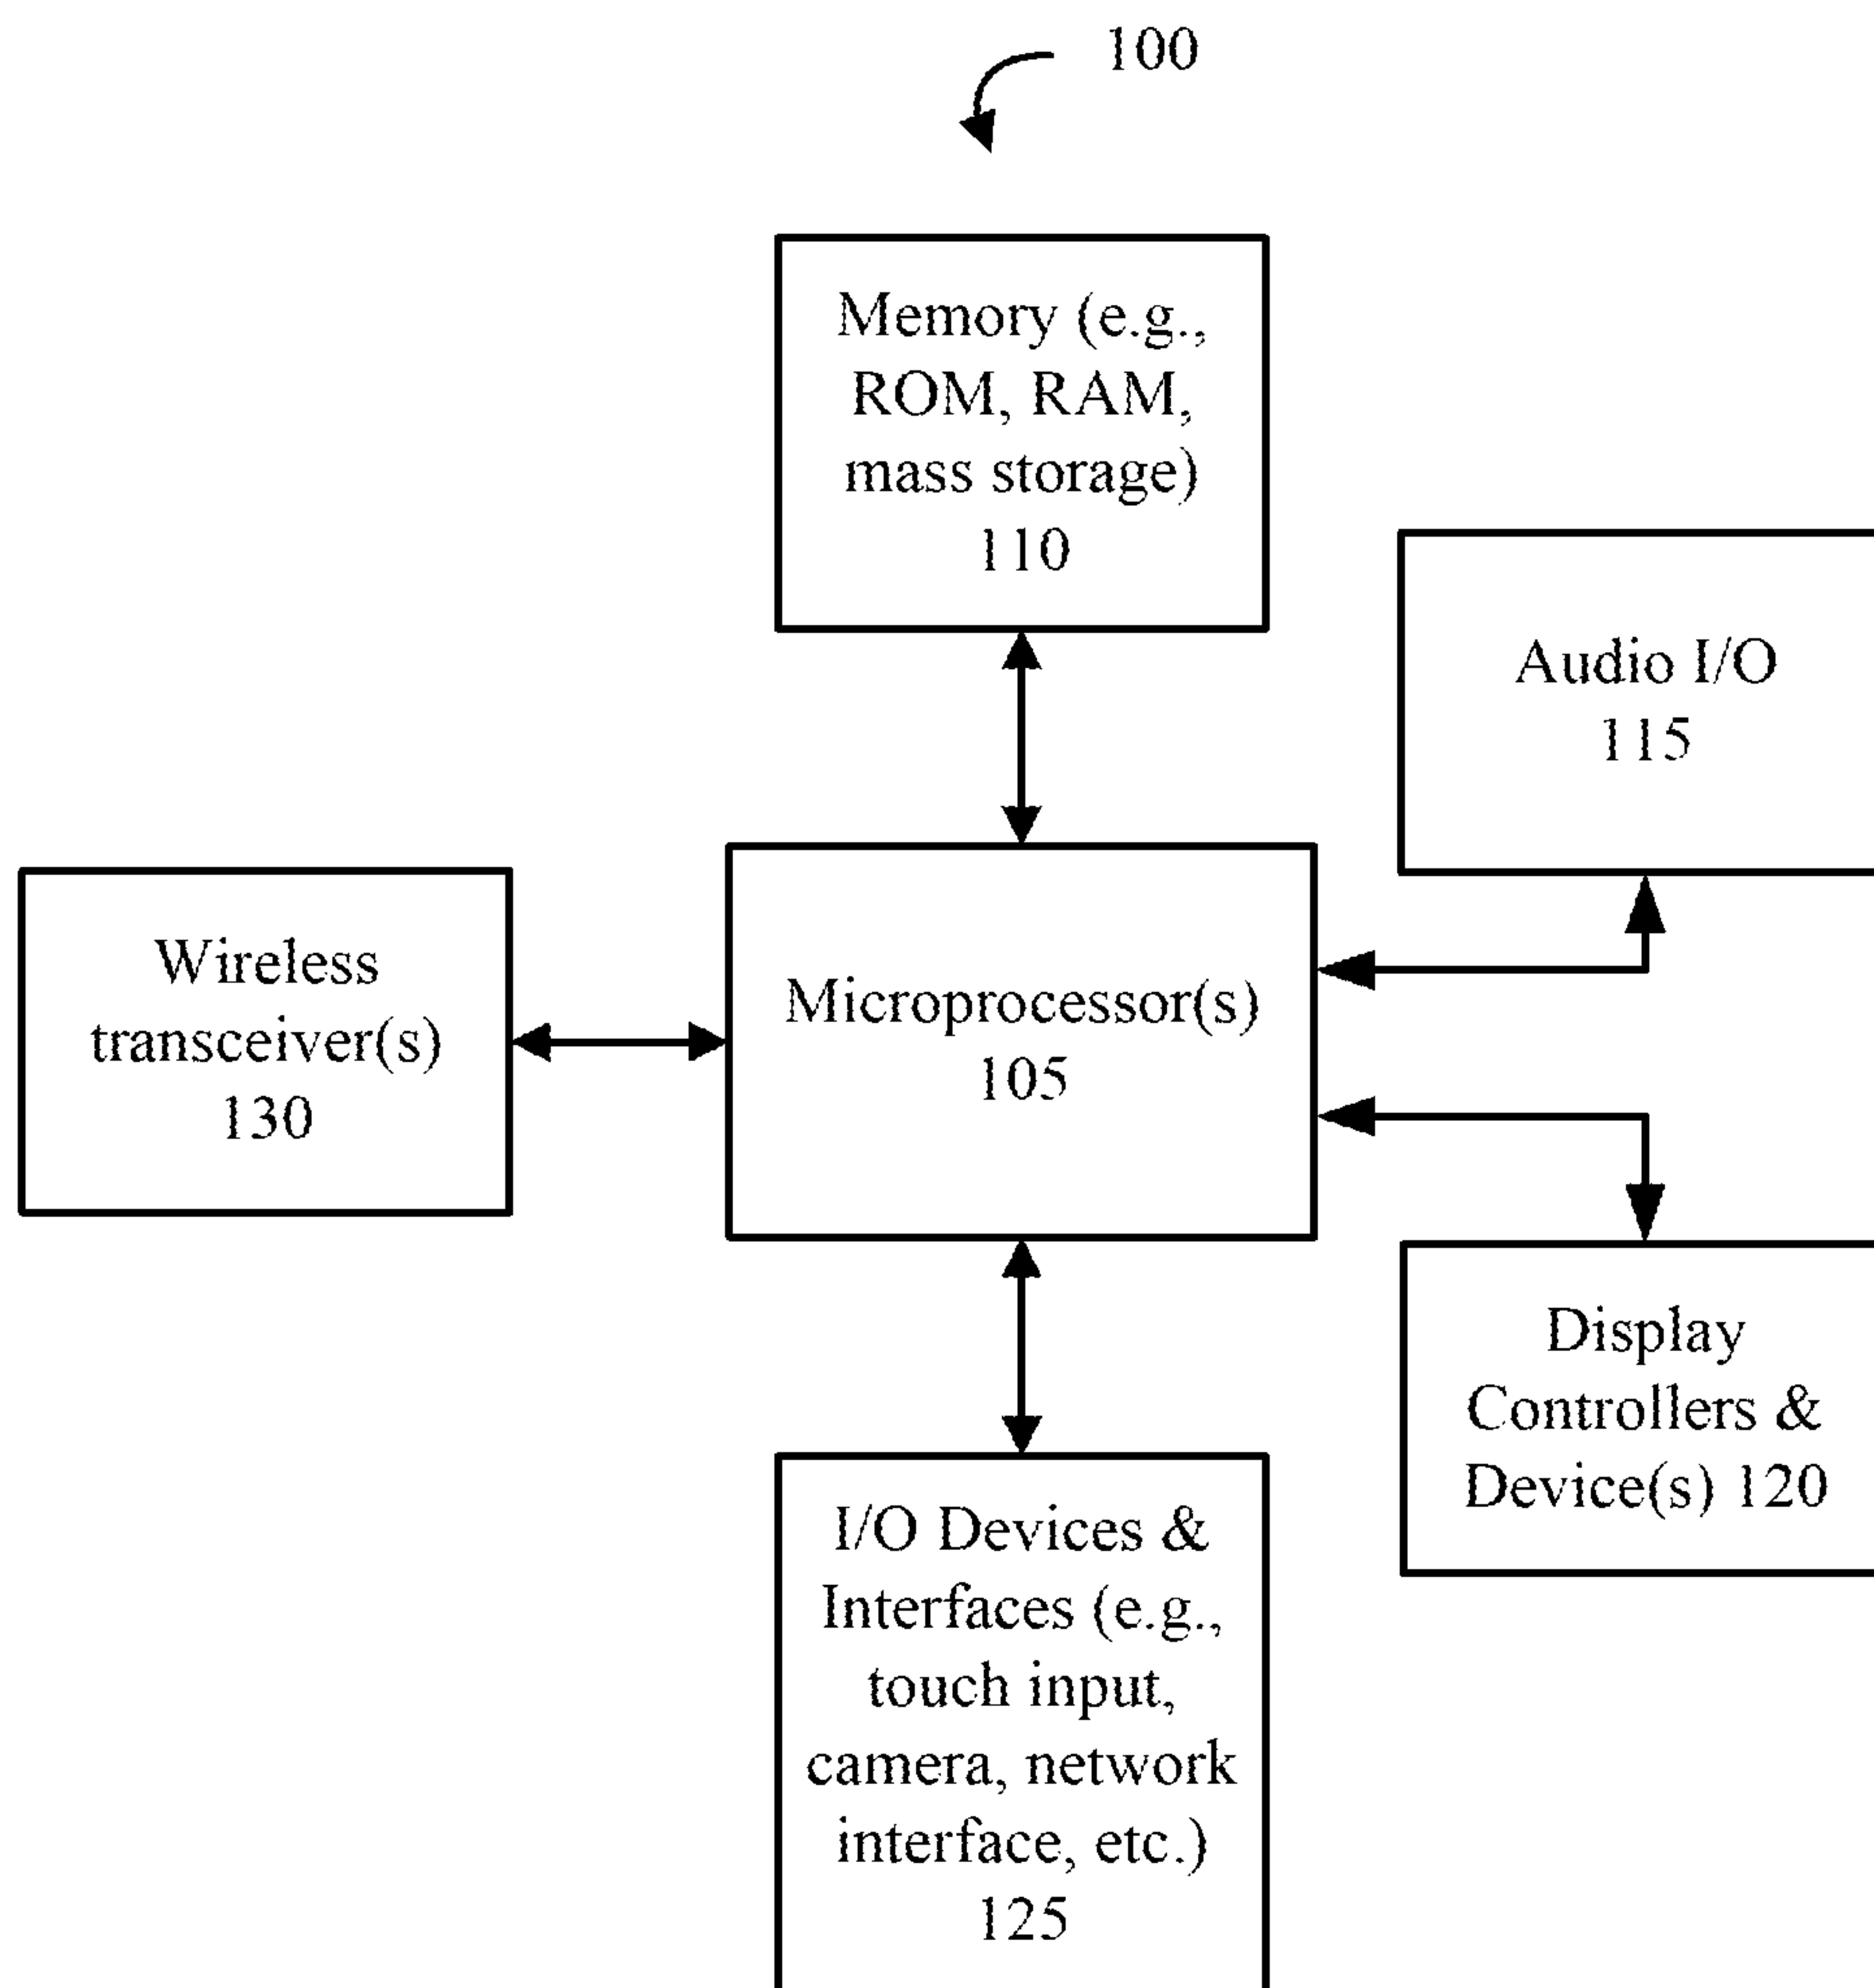 100
Memory (e.g.,
ROM, RAM,
mass storage)
110
Audio I/O
115
Wireless
transceiver(s)
130
Microprocessor(s)
105
Display
Controllers &
Device(s) 120
I/O Devices &
Interfaces (e.g.,
touch input,
camera, network
interface, etc.)
125